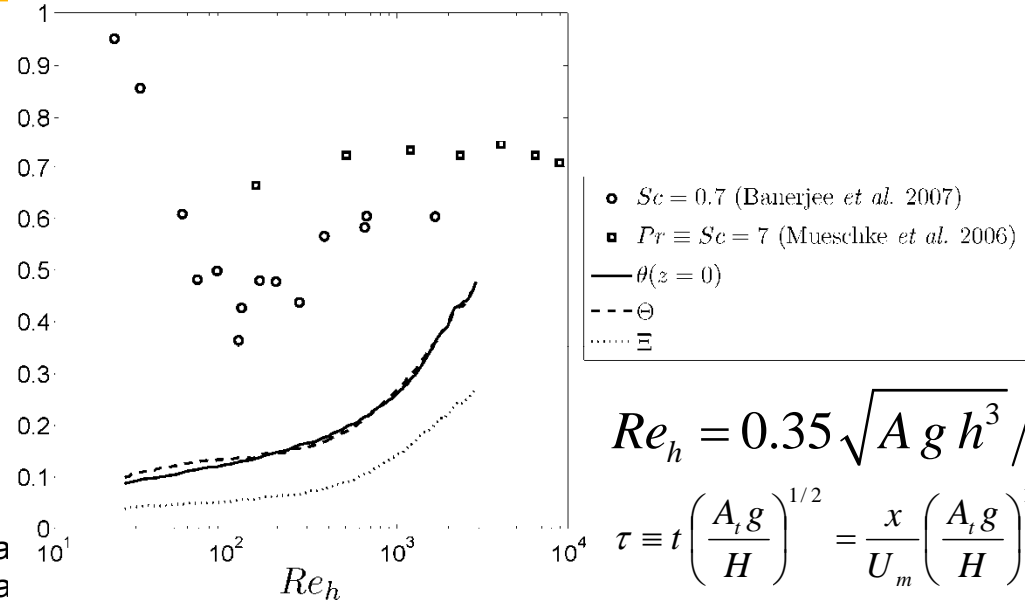 1
0.9
0.8
0.7
0.6
0.5
0.4
0.3
0.2
0.1
0
10^1 10^2 10^3 10^4
Re_h
Sc = 0.7 (Banerjee et al. 2007)
Pr ≡ Sc = 7 (Mueschke et al. 2006)
θ(z = 0)
Θ
Ξ
Re_h = 0.35 √(A g h^3) /
τ ≡ t (A_t g / H)^{1/2} = x / U_m (A_t g / H)
a
a